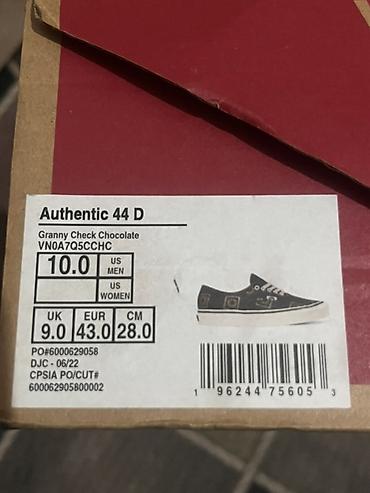 Authentic 44 D
Granny Check Chocolate
VN0A7Q5CCHC
10.0 US MEN
US WOMEN
UK EUR CM
9.0 43.0 28.0
PO#6000629058
DJC - 06/22
CPSIA PO/CUT#
600062905800002
1 96244 75605 3